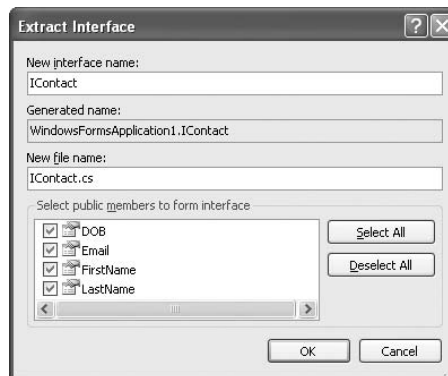 Extract Interface
New interface name:
IContact
Generated name:
WindowsFormsApplication1.IContact
New file name:
IContact.cs
Select public members to form interface
DOB
Email
FirstName
LastName
Select All
Deselect All
OK
Cancel